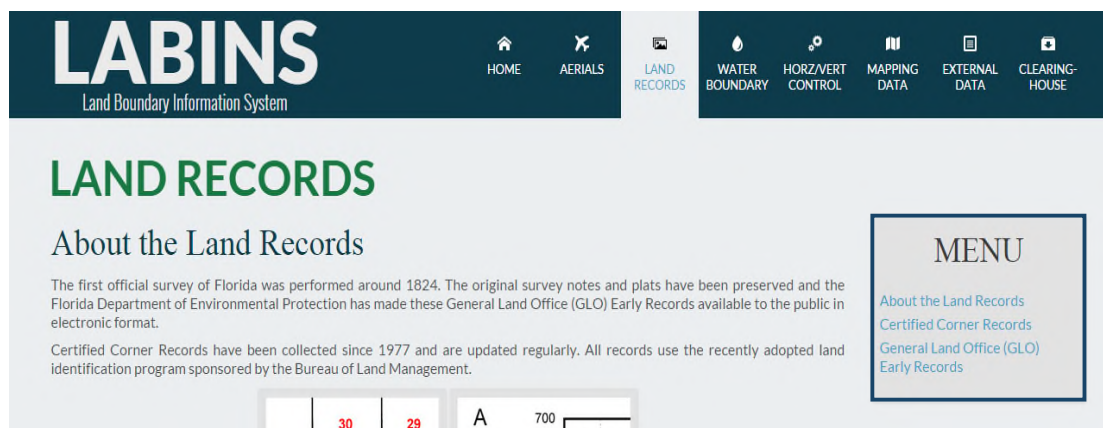 LABINS
Land Boundary Information System
HOME
AERIALS
LAND
RECORDS
WATER
BOUNDARY
HORZ/VERT
CONTROL
MAPPING
DATA
EXTERNAL
DATA
CLEARING-
HOUSE
LAND RECORDS
About the Land Records
The first official survey of Florida was performed around 1824. The original survey notes and plats have been preserved and the
Florida Department of Environmental Protection has made these General Land Office (GLO) Early Records available to the public in
electronic format.
Certified Corner Records have been collected since 1977 and are updated regularly. All records use the recently adopted land
identification program sponsored by the Bureau of Land Management.
MENU
About the Land Records
Certified Corner Records
General Land Office (GLO)
Early Records
30 29
A 700